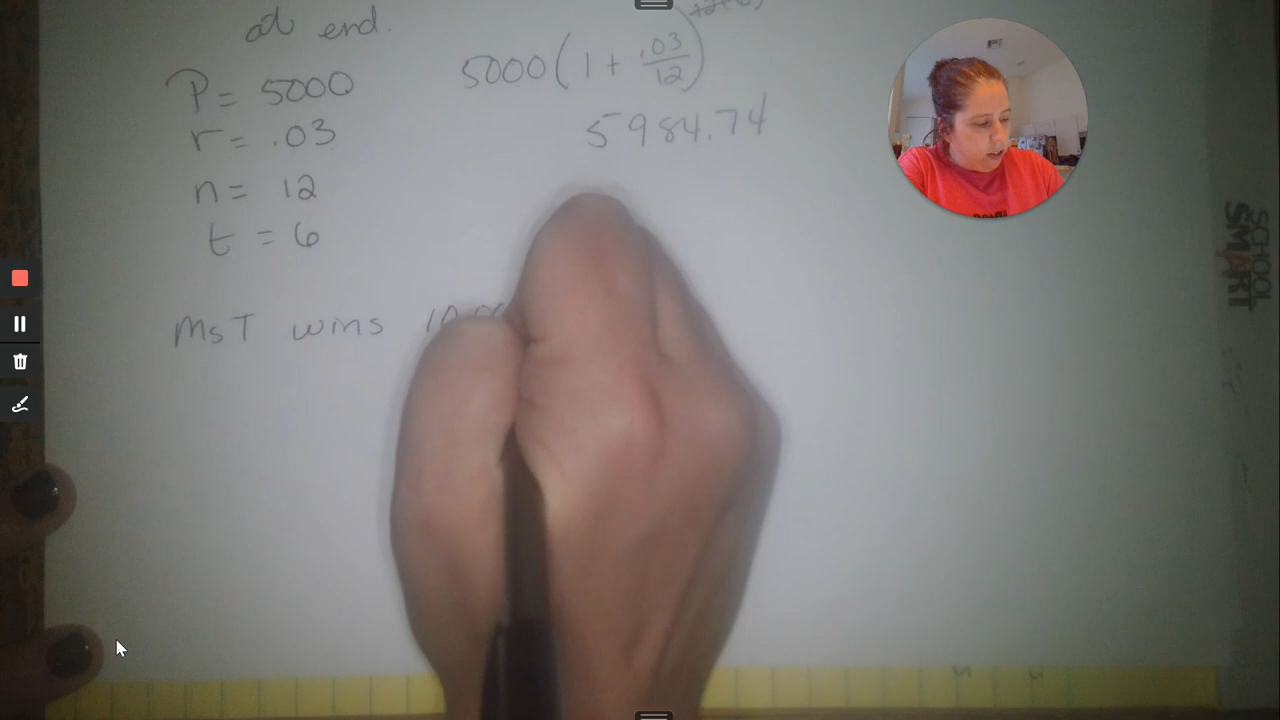 at end.
P = 5000
r = .03
n = 12
t = 6
5000(1 + .03/12)
5984.74
MsT wins
SCHOOL
SMART